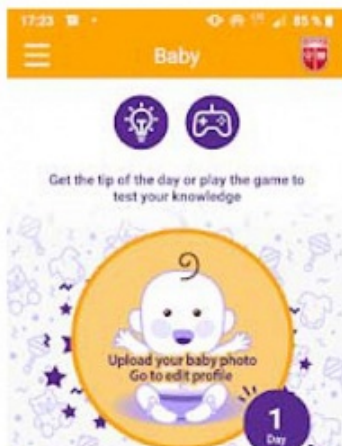 17:23
85%
Baby
Get the tip of the day or play the game to
test your knowledge
Upload your baby photo
Go to edit profile
1
Day